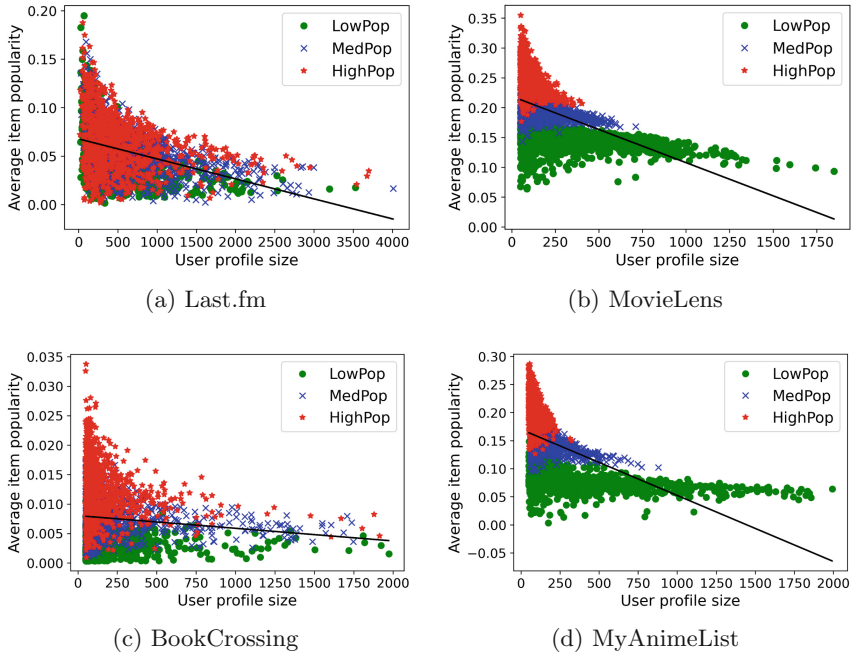 Average item popularity
0.20
0.15
0.10
0.05
0.00
LowPop
MedPop
HighPop
0 500 1000 1500 2000 2500 3000 3500 4000
User profile size
(a) Last.fm
Average item popularity
0.35
0.30
0.25
0.20
0.15
0.10
0.05
0.00
LowPop
MedPop
HighPop
0 250 500 750 1000 1250 1500 1750
User profile size
(b) MovieLens
Average item popularity
0.035
0.030
0.025
0.020
0.015
0.010
0.005
0.000
LowPop
MedPop
HighPop
0 250 500 750 1000 1250 1500 1750 2000
User profile size
(c) BookCrossing
Average item popularity
0.30
0.25
0.20
0.15
0.10
0.05
0.00
−0.05
LowPop
MedPop
HighPop
0 250 500 750 1000 1250 1500 1750 2000
User profile size
(d) MyAnimeList